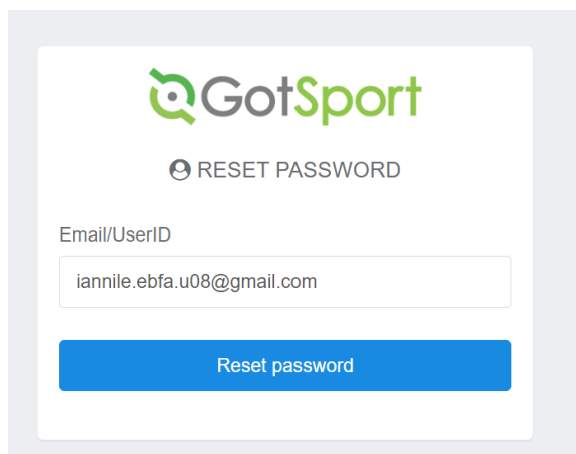 GotSport
RESET PASSWORD
Email/UserID
iannile.ebfa.u08@gmail.com
Reset password